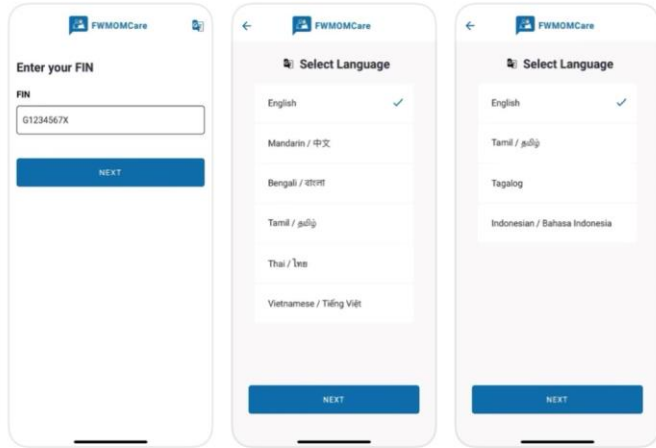 FWMOMCare
Enter your FIN
FIN
G1234567X
NEXT
FWMOMCare
Select Language
English
Mandarin / 中文
Bengali / বাংলা
Tamil / தமிழ்
Thai / ไทย
Vietnamese / Tiếng Việt
NEXT
FWMOMCare
Select Language
English
Tamil / தமிழ்
Tagalog
Indonesian / Bahasa Indonesia
NEXT